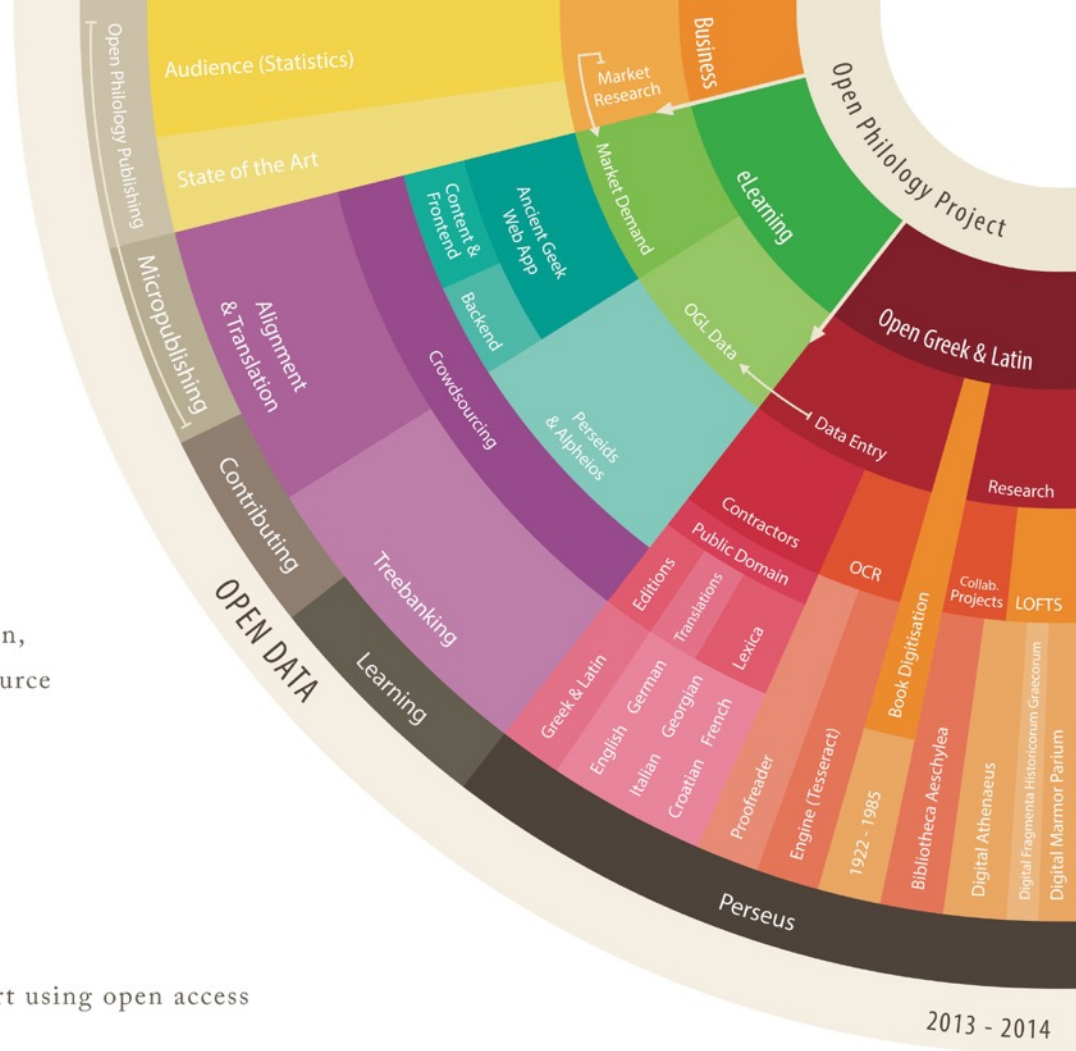 Open Philology Project
Business
Market
Research
Audience (Statistics)
State of the Art
Open Philology Publishing
Micropublishing
eLearning
Market Demand
OGL Data
Ancient Geek
Web App
Content &
Frontend
Backend
Perseids
& Alpheios
Crowdsourcing
Alignment
& Translation
Treebanking
Contributing
Learning
OPEN DATA
Open Greek & Latin
Data Entry
Research
Contractors
Public Domain
Editions
Translations
Lexica
Greek & Latin
English German
Italian Georgian
Croatian French
OCR
Proofreader
Engine (Tesseract)
Book Digitisation
1922 - 1985
Collab.
Projects
LOFTS
Bibliotheca Aeschylea
Digital Athenaeus
Digital Fragmenta Historicorum Graecorum
Digital Marmor Parium
Perseus
2013 - 2014
n,
urce
rt using open access